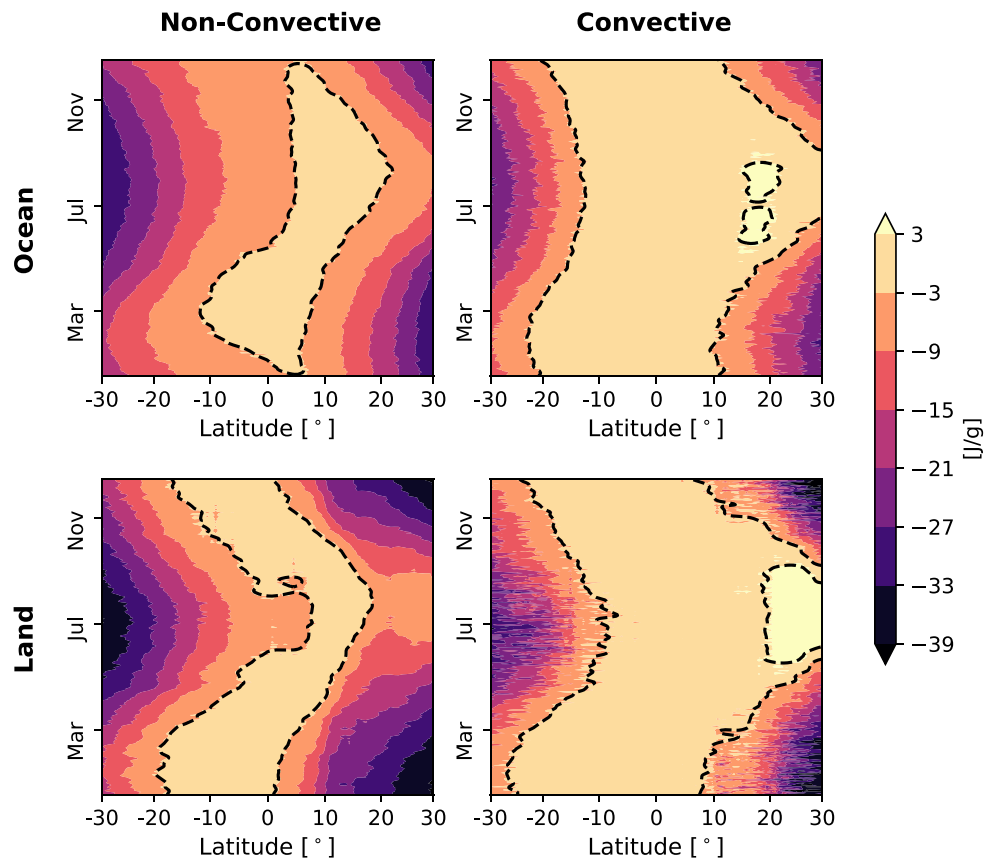 Non-Convective
Convective
Ocean
Nov
Jul
Mar
-30 -20 -10 0 10 20 30
Latitude [°]
-30 -20 -10 0 10 20 30
Latitude [°]
Land
Nov
Jul
Mar
-30 -20 -10 0 10 20 30
Latitude [°]
Nov
Jul
Mar
-30 -20 -10 0 10 20 30
Latitude [°]
Nov
Jul
Mar
3
−3
−9
−15
−21
−27
−33
−39
[J/g]